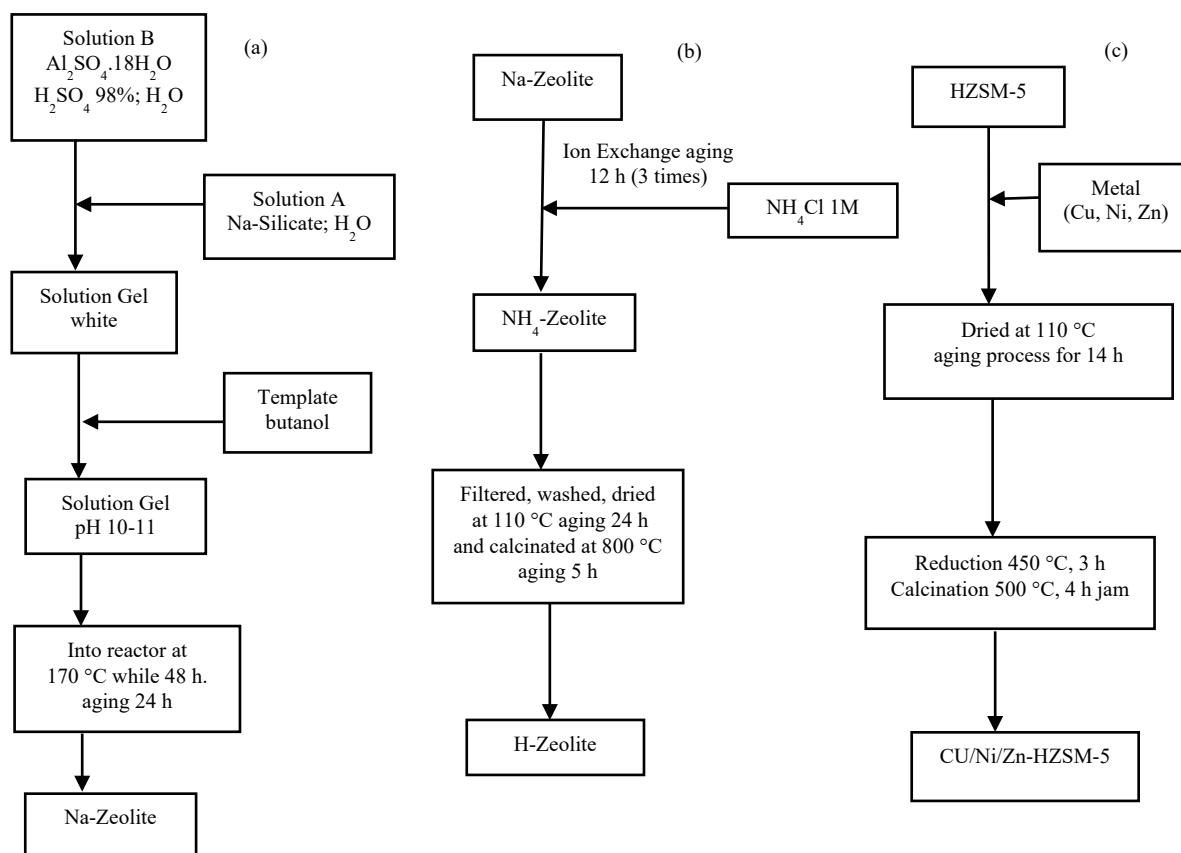 (a)
Solution B
Al₂SO₄.18H₂O
H₂SO₄ 98%; H₂O
Solution A
Na-Silicate; H₂O
Solution Gel
white
Template
butanol
Solution Gel
pH 10-11
Into reactor at
170 °C while 48 h.
aging 24 h
Na-Zeolite
(b)
Na-Zeolite
Ion Exchange aging
12 h (3 times)
NH₄Cl 1M
NH₄-Zeolite
Filtered, washed, dried
at 110 °C aging 24 h
and calcinated at 800 °C
aging 5 h
H-Zeolite
(c)
HZSM-5
Metal
(Cu, Ni, Zn)
Dried at 110 °C
aging process for 14 h
Reduction 450 °C, 3 h
Calcination 500 °C, 4 h jam
CU/Ni/Zn-HZSM-5